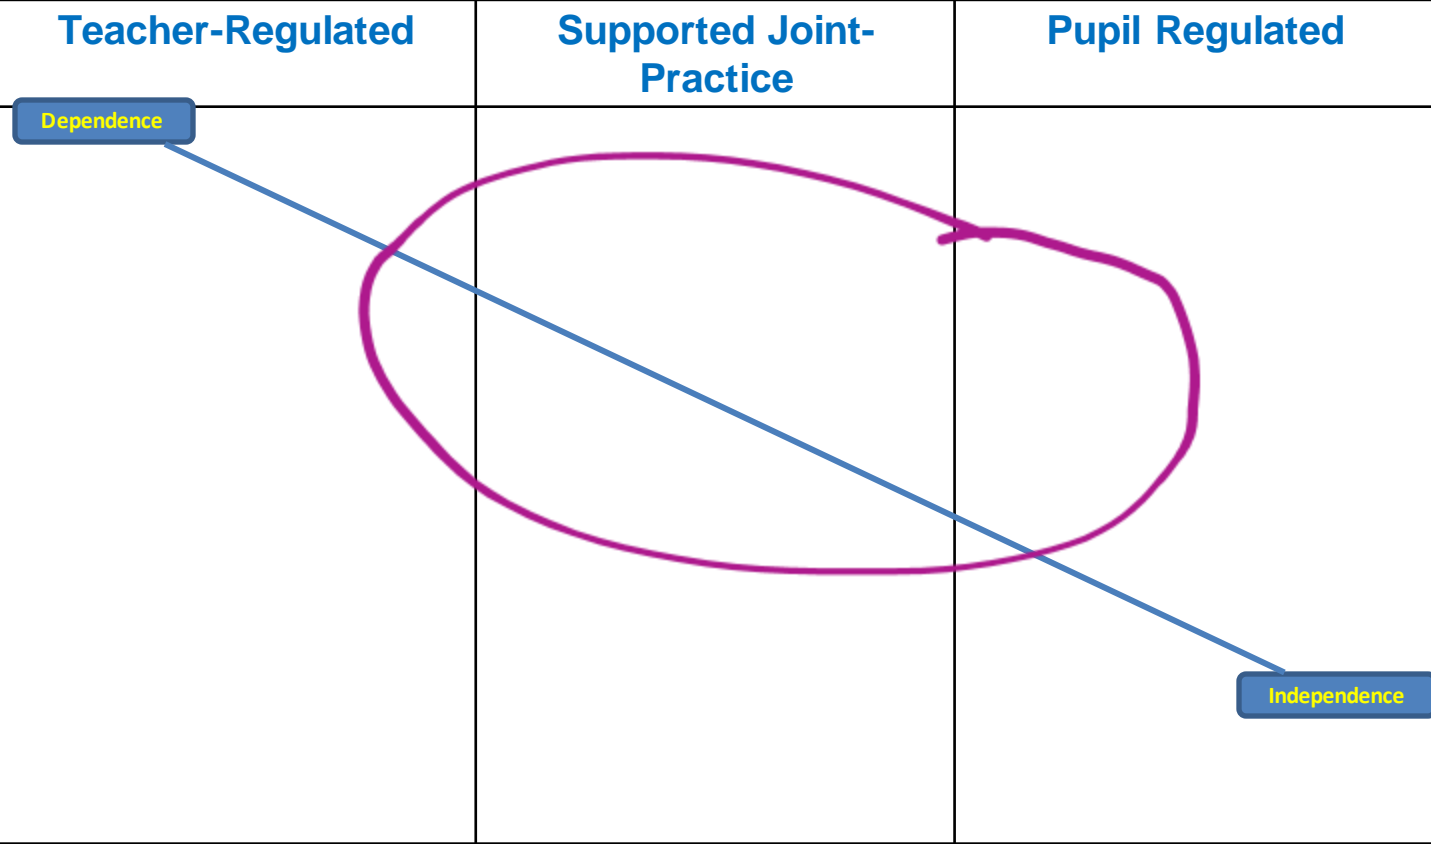 Teacher-Regulated
Supported Joint-
Practice
Pupil Regulated
Dependence
Independence